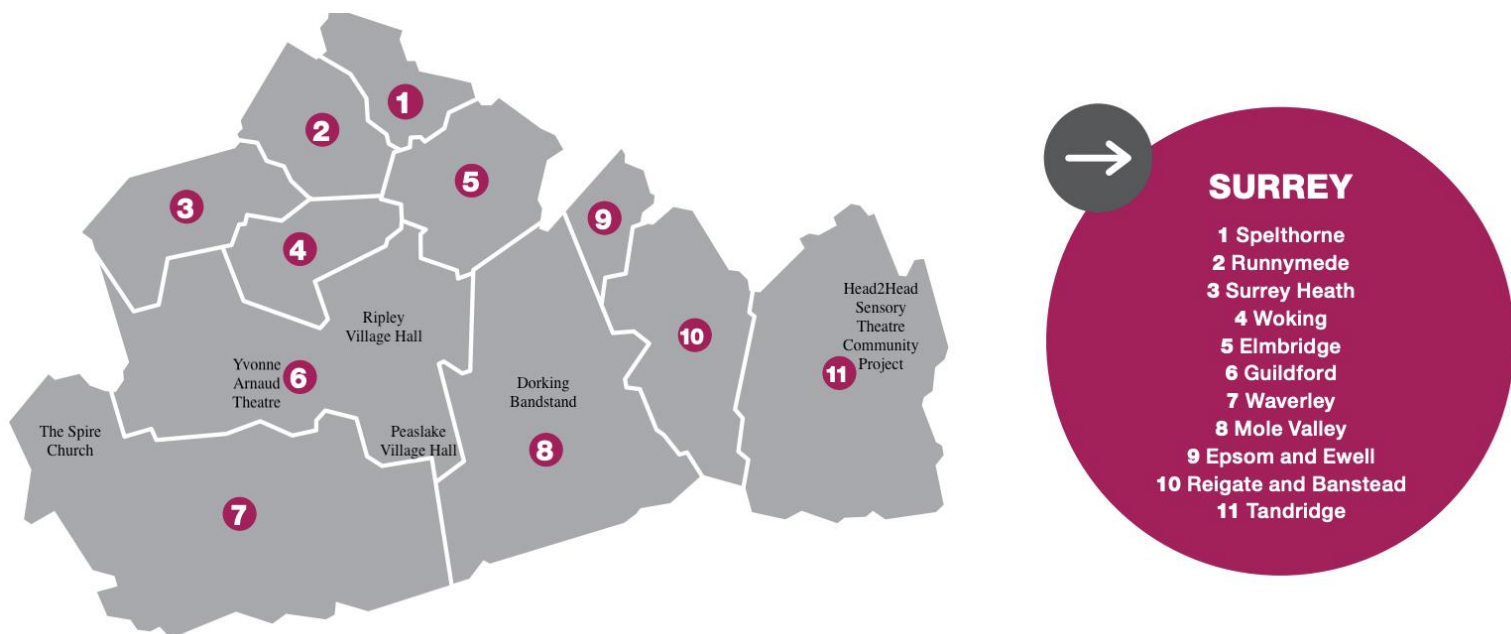 1
2
5
3
9
4
Head2Head
Sensory
Theatre
Community
Project
Ripley
Village Hall
10
Yvonne
Arnaud
Theatre
6
11
Dorking
Bandstand
The Spire
Church
Peaslake
Village Hall
8
7
SURREY
1 Spelthorne
2 Runnymede
3 Surrey Heath
4 Woking
5 Elmbridge
6 Guildford
7 Waverley
8 Mole Valley
9 Epsom and Ewell
10 Reigate and Banstead
11 Tandridge